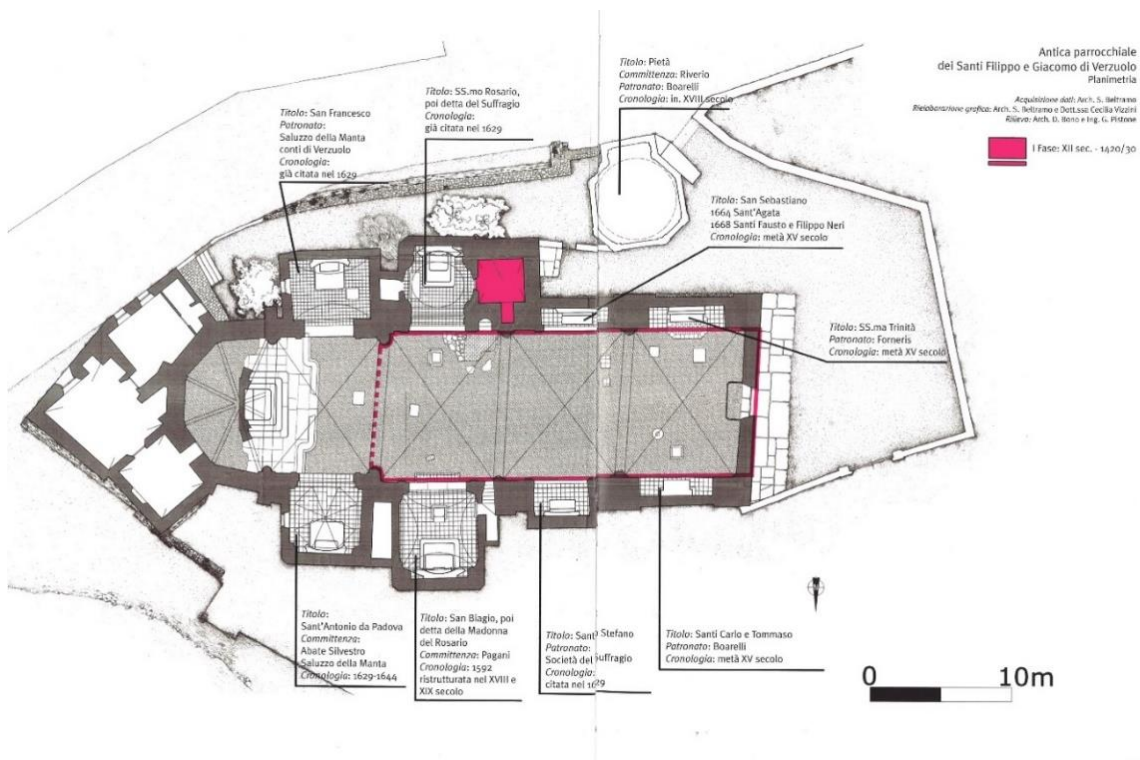 Antica parrocchiale
dei Santi Filippo e Giacomo di Verzuolo
Planimetria
Acquisizione dati: Arch. S. Beltramo
Rielaborazione grafica: Arch. S. Beltramo e Dott.ssa Cecilia Vizzini
Rilievo: Arch. D. Bono e Ing. G. Pistone
I Fase: XII sec. - 1420/30
Titolo: Pietà
Committenza: Riverio
Patronato: Boarelli
Cronologia: in. XVIII secolo
Titolo: SS.mo Rosario,
poi detta del Suffragio
Cronologia:
già citata nel 1629
Titolo: San Francesco
Patronato:
Saluzzo della Manta
conti di Verzuolo
Cronologia:
già citata nel 1629
Titolo: San Sebastiano
1664 Sant'Agata
1668 Santi Fausto e Filippo Neri
Cronologia: metà XV secolo
Titolo: SS.ma Trinità
Patronato: Forneris
Cronologia: metà XV secolo
Titolo:
Sant'Antonio da Padova
Committenza:
Abate Silvestro
Saluzzo della Manta
Cronologia: 1629-1644
Titolo: San Biagio, poi
detta della Madonna
del Rosario
Committenza: Pagani
Cronologia: 1592
ristrutturata nel XVIII e
XIX secolo
Titolo: Santo Stefano
Patronato:
Società del Suffragio
Cronologia:
citata nel 1629
Titolo: Santi Carlo e Tommaso
Patronato: Boarelli
Cronologia: metà XV secolo
0 10m